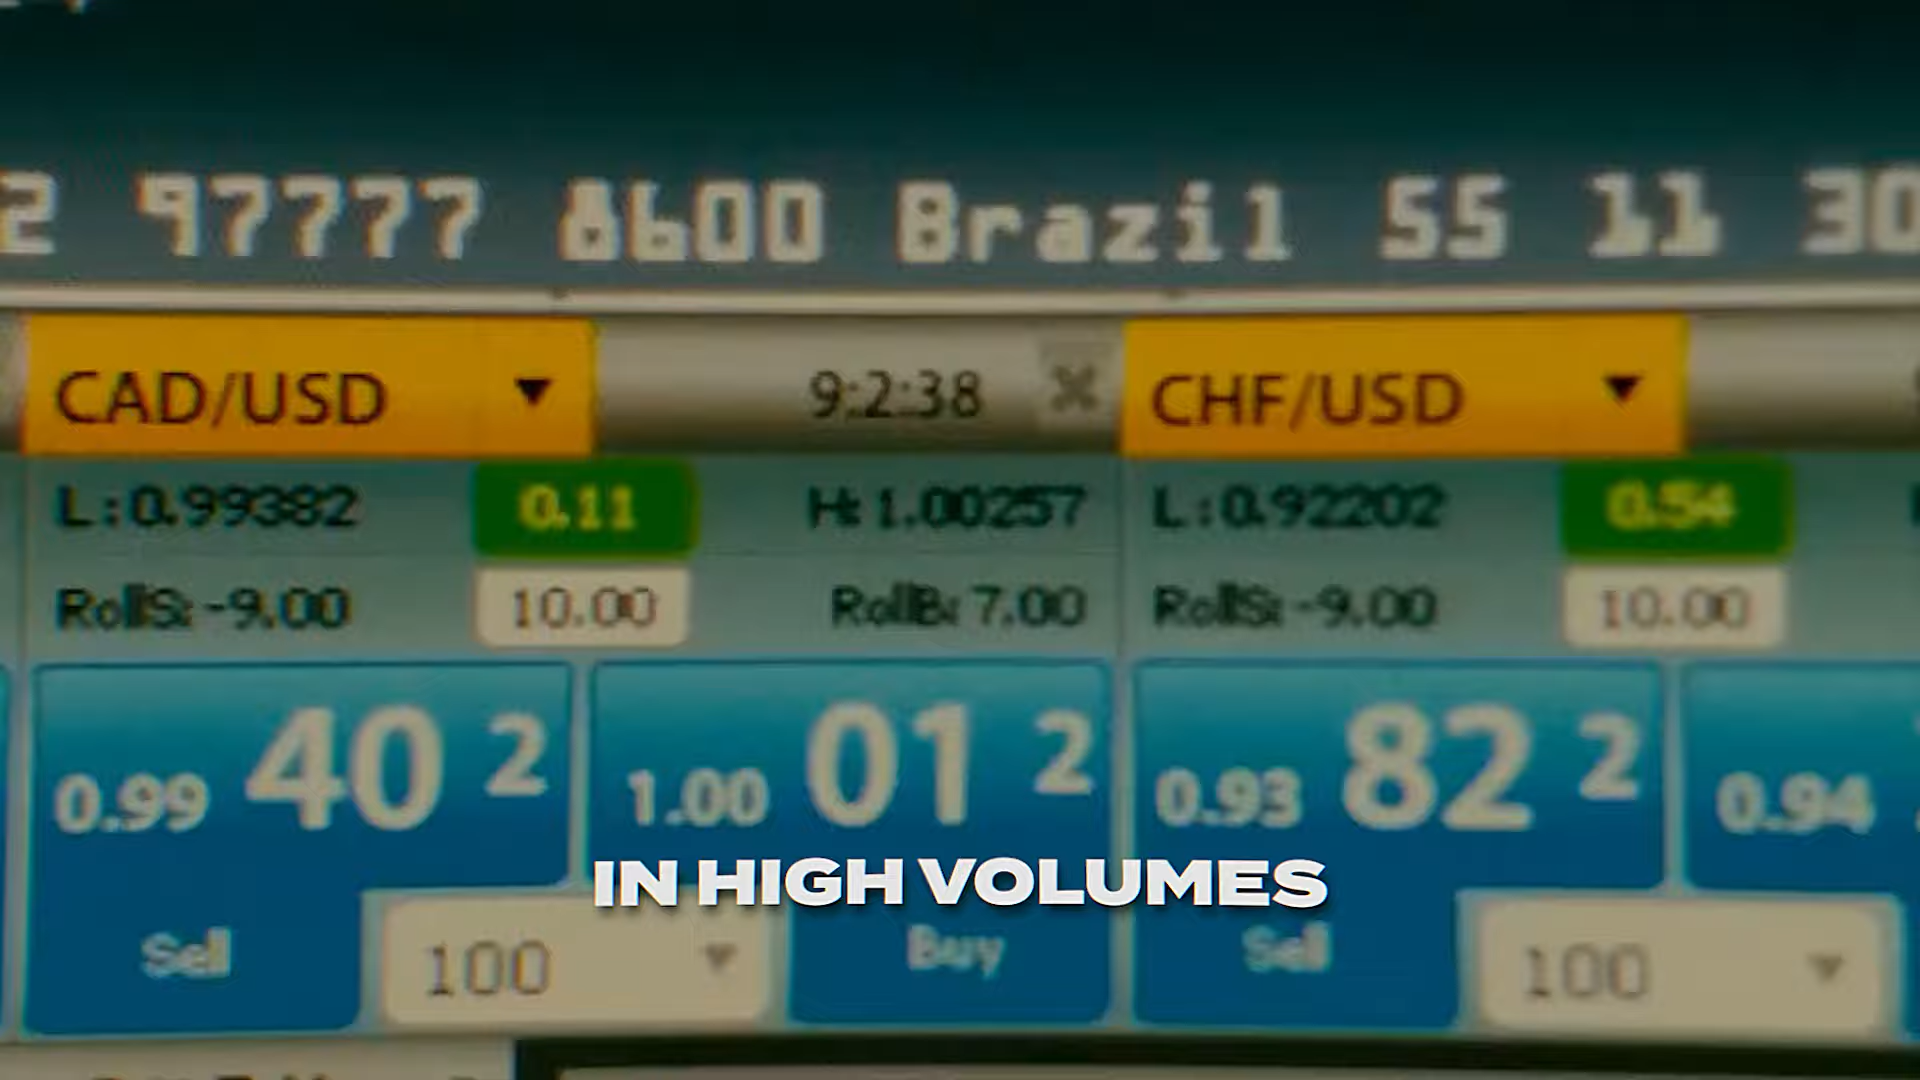 2 97777 8600 Brazil 55 11 30
CAD/USD 9:2:38 CHF/USD
L:0.99382 0.11 H:1.00257 L:0.92202 0.54
RollS:-9.00 10.00 RollB:7.00 RollS:-9.00 10.00
0.99 40 2 1.00 01 2 0.93 82 2 0.94
IN HIGH VOLUMES
Sell 100 Buy Sell 100